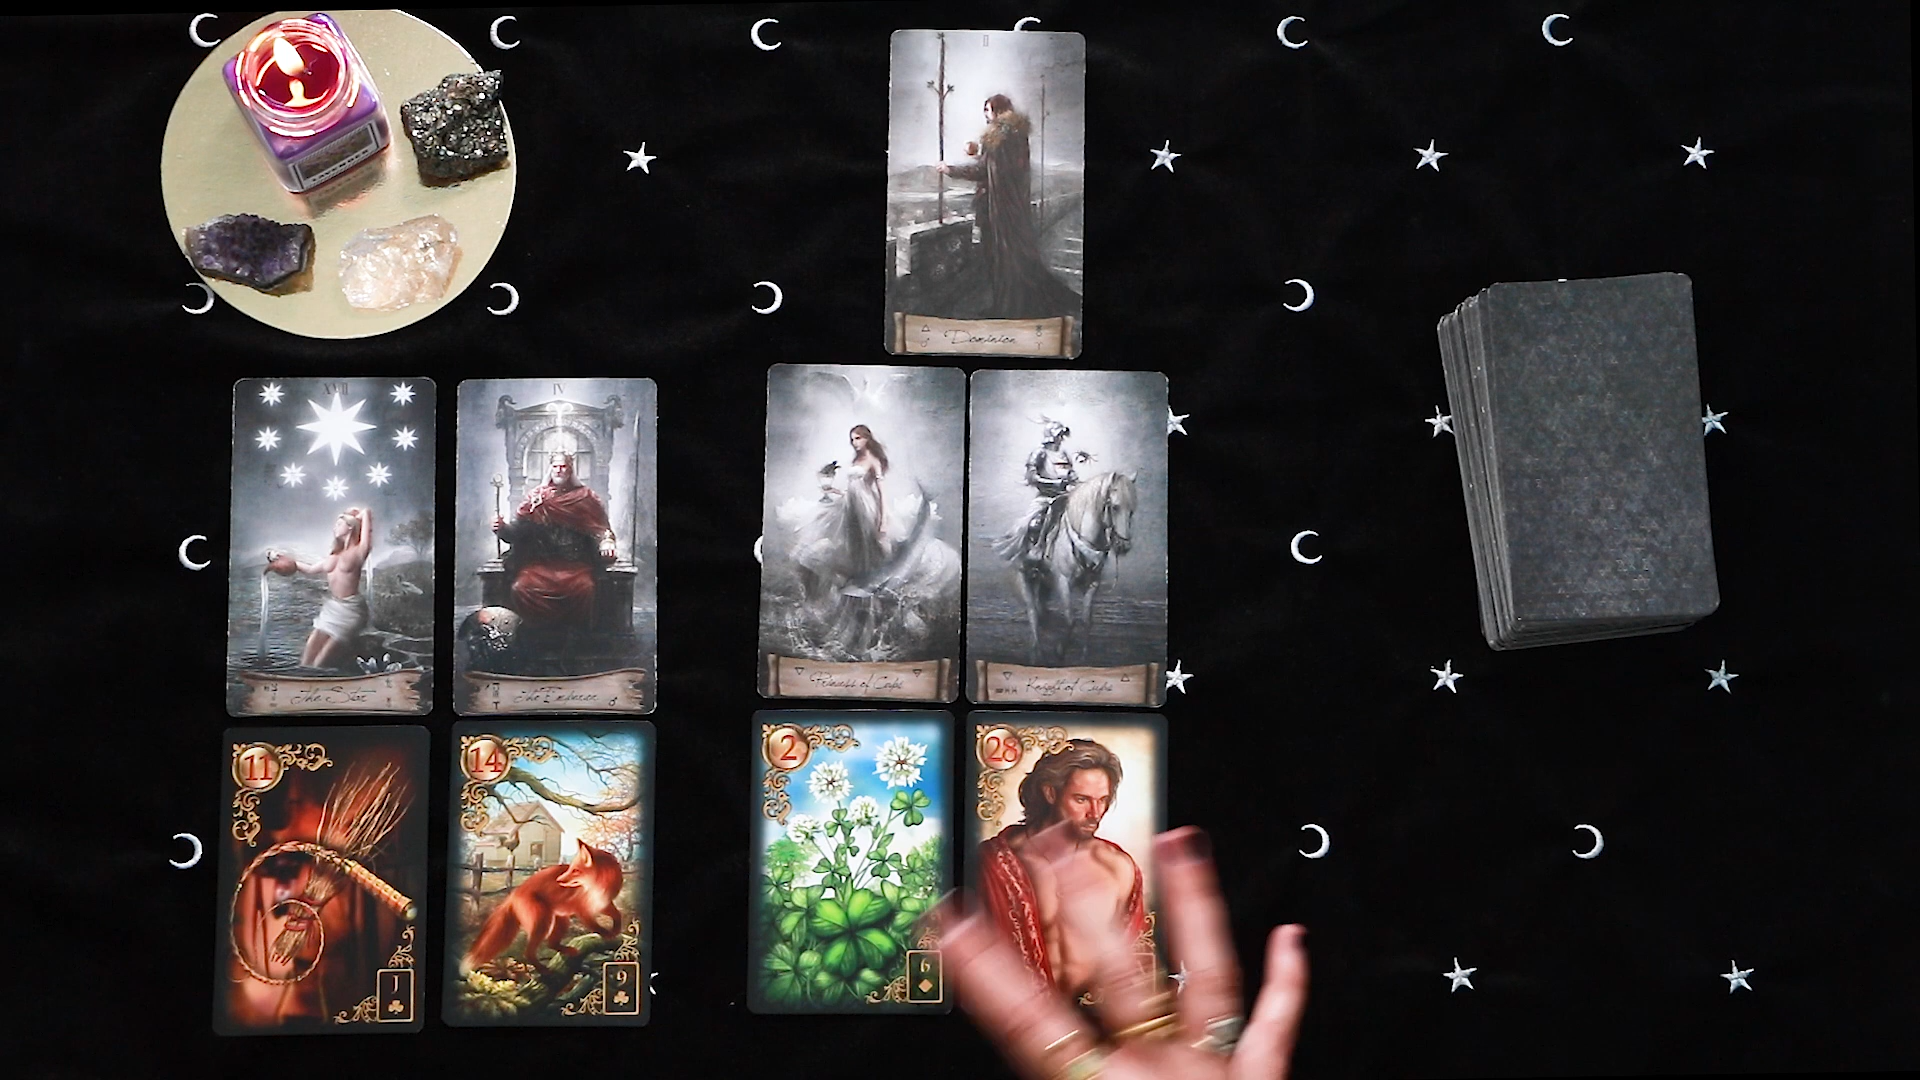 II
Dominion
XVII
IV
The Star
The Emperor
Princess of Cups
Knight of Cups
11
14
2
28
J
9
6